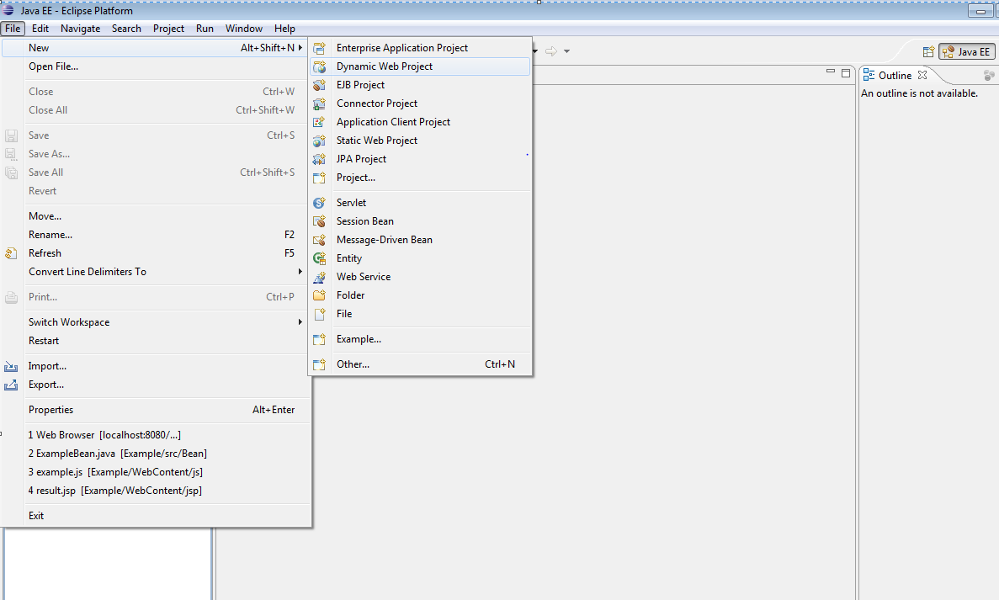 Java EE - Eclipse Platform
File Edit Navigate Search Project Run Window Help
New Alt+Shift+N
Open File...
Close Ctrl+W
Close All Ctrl+Shift+W
Save Ctrl+S
Save As...
Save All Ctrl+Shift+S
Revert
Move...
Rename... F2
Refresh F5
Convert Line Delimiters To
Print... Ctrl+P
Switch Workspace
Restart
Import...
Export...
Properties Alt+Enter
1 Web Browser [localhost:8080/...]
2 ExampleBean.java [Example/src/Bean]
3 example.js [Example/WebContent/js]
4 result.jsp [Example/WebContent/jsp]
Exit
Enterprise Application Project
Dynamic Web Project
EJB Project
Connector Project
Application Client Project
Static Web Project
JPA Project
Project...
Servlet
Session Bean
Message-Driven Bean
Entity
Web Service
Folder
File
Example...
Other... Ctrl+N
Java EE
Outline
An outline is not available.